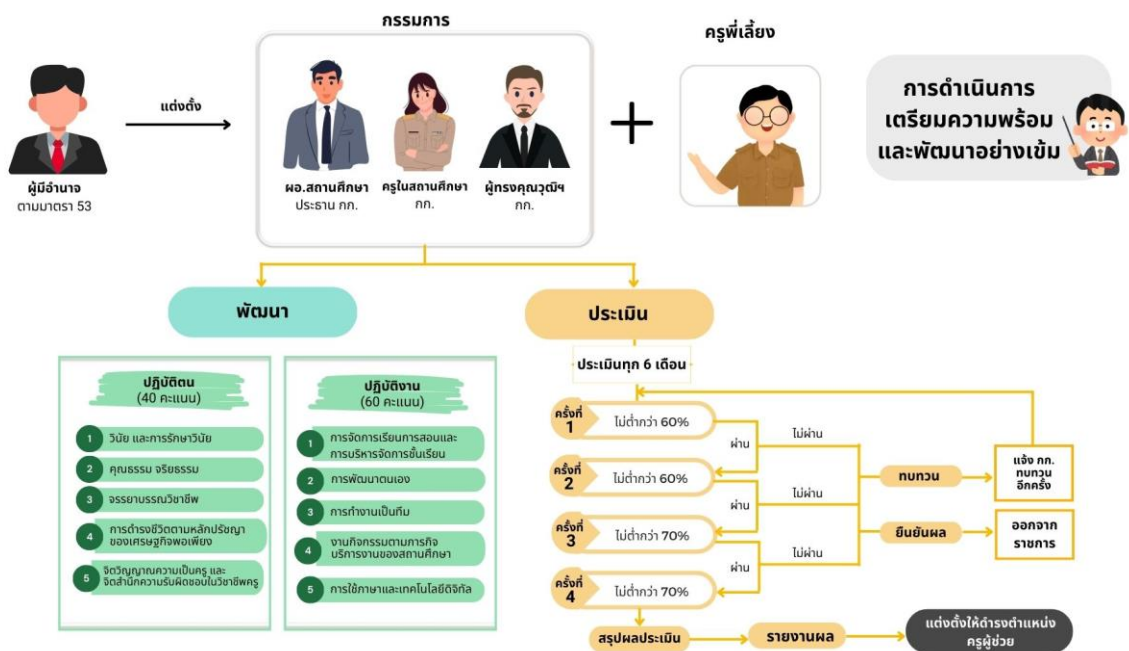 กรรมการ
ครูพี่เลี้ยง
แต่งตั้ง
ผู้มีอำนาจ
ตามมาตรา 53
ผอ.สถานศึกษา
ประธาน กก.
ครูในสถานศึกษา
กก.
ผู้ทรงคุณวุฒิฯ
กก.
การดำเนินการ
เตรียมความพร้อม
และพัฒนาอย่างเข้ม
พัฒนา
ปฏิบัติตน
(40 คะแนน)
1 วินัย และการรักษาวินัย
2 คุณธรรม จริยธรรม
3 จรรยาบรรณวิชาชีพ
4 การดำรงชีวิตตามหลักปรัชญา
ของเศรษฐกิจพอเพียง
5 จิตวิญญาณความเป็นครู และ
จิตสำนึกความรับผิดชอบในวิชาชีพครู
ปฏิบัติงาน
(60 คะแนน)
1 การจัดการเรียนการสอนและ
การบริหารจัดการชั้นเรียน
2 การพัฒนาตนเอง
3 การทำงานเป็นทีม
4 งานกิจกรรมตามภารกิจ
บริการงานของสถานศึกษา
5 การใช้ภาษาและเทคโนโลยีดิจิทัล
ประเมิน
ประเมินทุก 6 เดือน
ครั้งที่
1
ไม่ต่ำกว่า 60%
ผ่าน
ไม่ผ่าน
ครั้งที่
2
ไม่ต่ำกว่า 60%
ผ่าน
ไม่ผ่าน
ครั้งที่
3
ไม่ต่ำกว่า 70%
ผ่าน
ไม่ผ่าน
ครั้งที่
4
ไม่ต่ำกว่า 70%
ทบทวน
แจ้ง กก.
ทบทวน
อีกครั้ง
ยืนยันผล
ออกจาก
ราชการ
สรุปผลประเมิน
รายงานผล
แต่งตั้งให้ดำรงตำแหน่ง
ครูผู้ช่วย